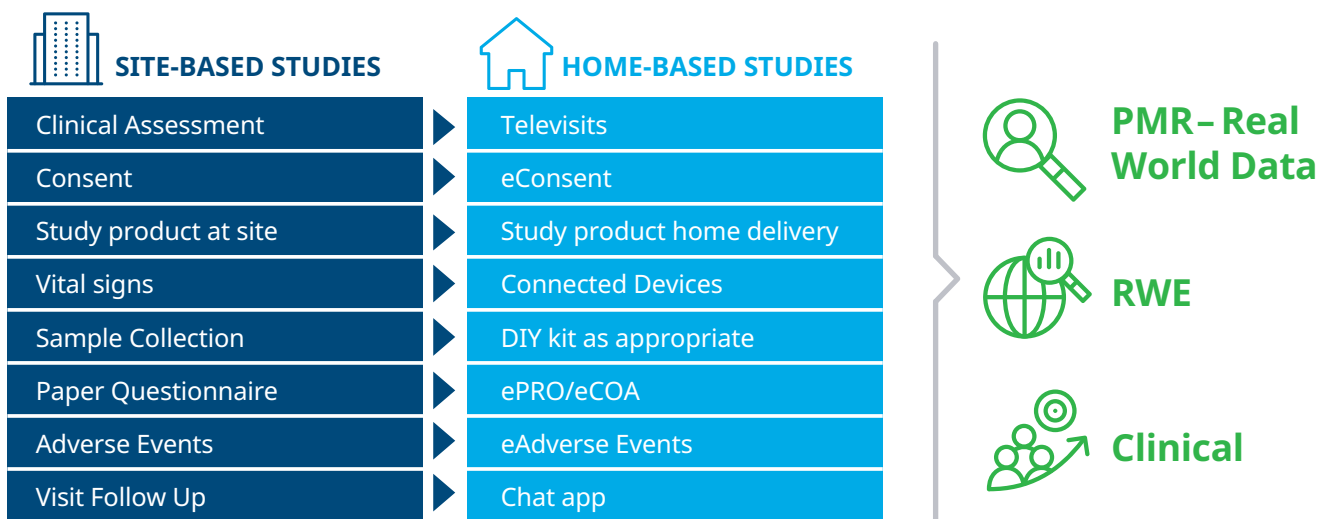 SITE-BASED STUDIES
HOME-BASED STUDIES
Clinical Assessment
Televisits
Consent
eConsent
Study product at site
Study product home delivery
Vital signs
Connected Devices
Sample Collection
DIY kit as appropriate
Paper Questionnaire
ePRO/eCOA
Adverse Events
eAdverse Events
Visit Follow Up
Chat app
PMR – Real
World Data
RWE
Clinical